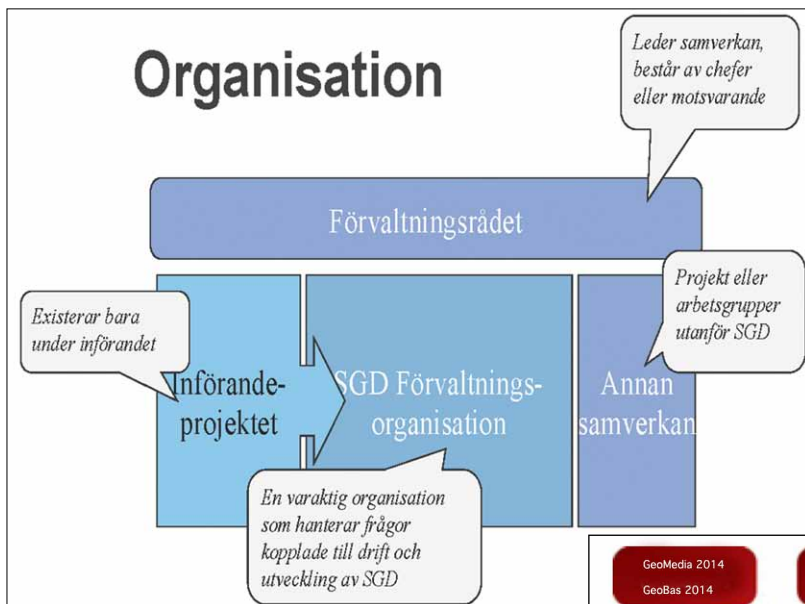 Organisation
Leder samverkan,
består av chefer
eller motsvarande
Förvaltningsrådet
Existerar bara
under införandet
Projekt eller
arbetsgrupper
utanför SGD
Införande-
projektet
SGD Förvaltnings-
organisation
Annan
samverkan
En varaktig organisation
som hanterar frågor
kopplade till drift och
utveckling av SGD
GeoMedia 2014
GeoBas 2014